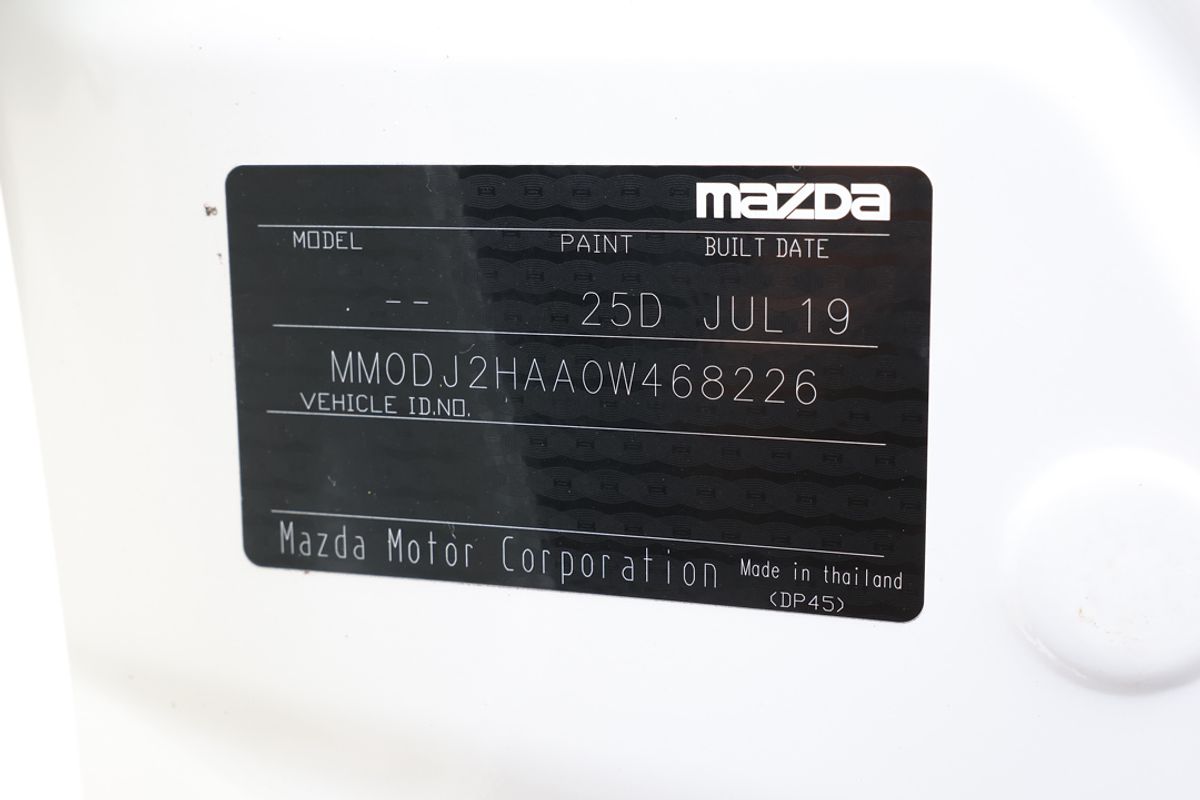 mazda
MODEL PAINT BUILT DATE
-- 25D JUL 19
MM0DJ2HAA0W468226
VEHICLE ID.NO.
Mazda Motor Corporation Made in thailand
(DP45)